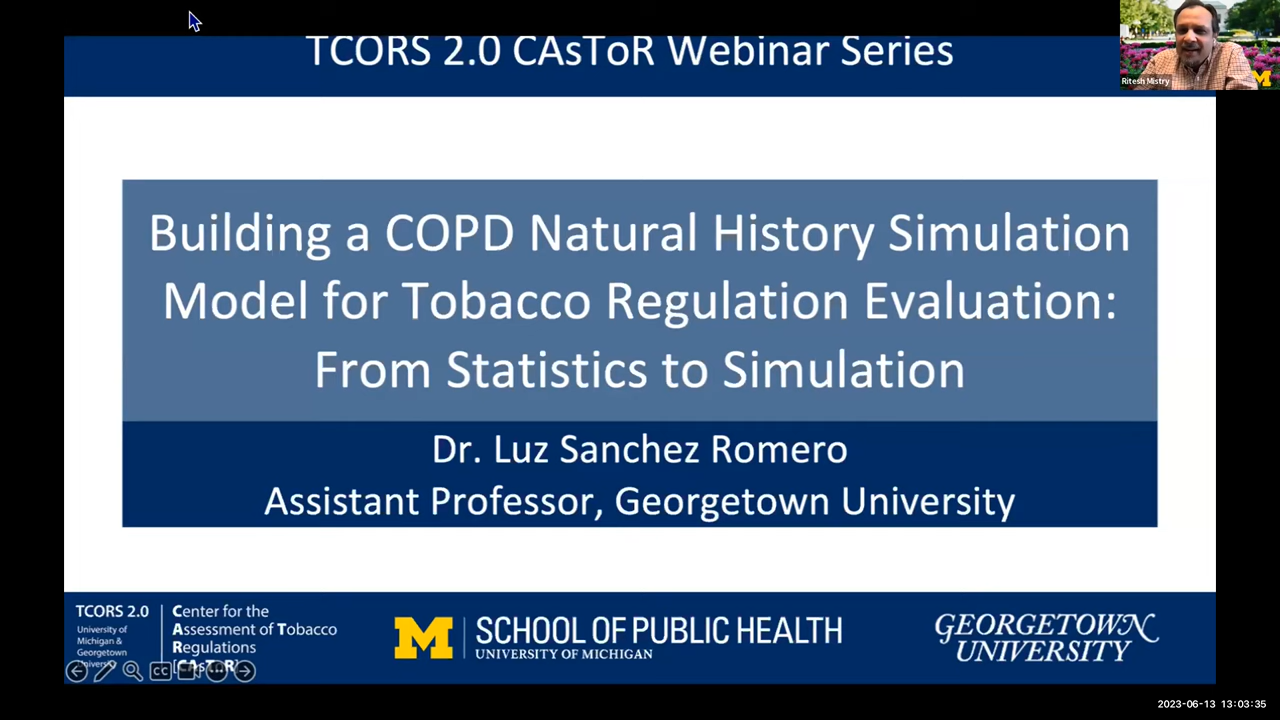 TCORS 2.0 CAsToR Webinar Series
Ritesh Mistry
Building a COPD Natural History Simulation
Model for Tobacco Regulation Evaluation:
From Statistics to Simulation
Dr. Luz Sanchez Romero
Assistant Professor, Georgetown University
TCORS 2.0
University of
Michigan &
Georgetown
University
Center for the
Assessment of Tobacco
Regulations
(CAsToR)
CC
M
SCHOOL OF PUBLIC HEALTH
UNIVERSITY OF MICHIGAN
GEORGETOWN
UNIVERSITY
2023-06-13 13:03:35